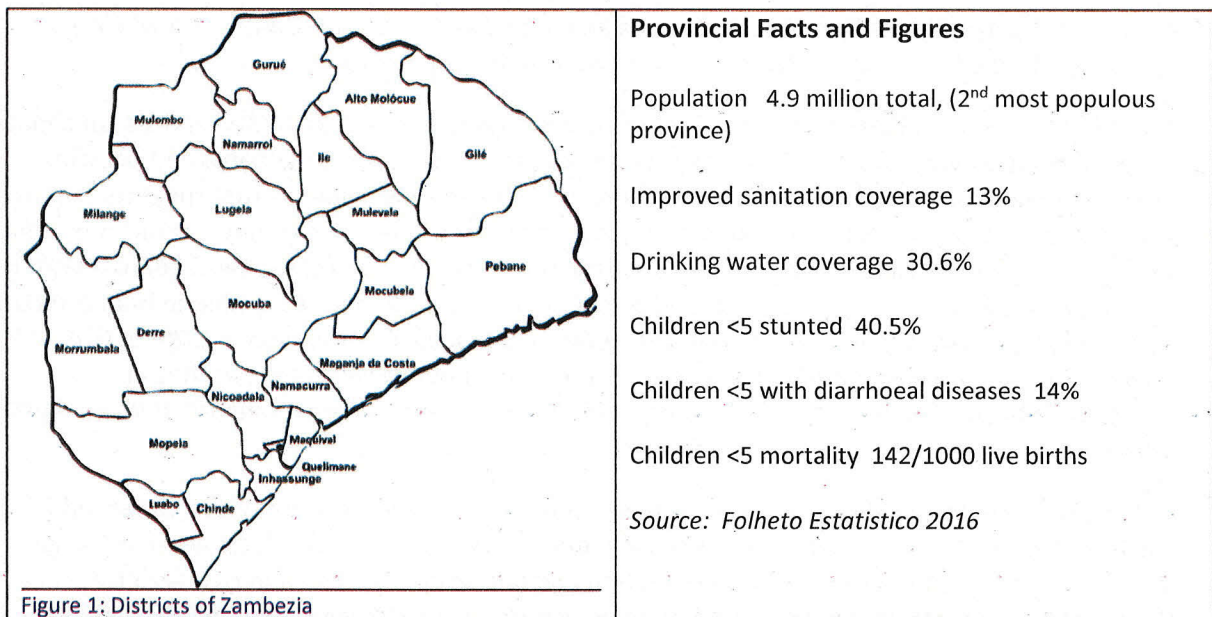 Gurué
Alto Molócue
Mulombo
Namarroi
Ile
Gilé
Milange
Lugela
Mulevala
Pebane
Mocuba
Mocubela
Derre
Morrumbala
Maganja da Costa
Nicoadala
Namacurra
Mopeia
Maquival
Quelimane
Inhassunge
Luabo
Chinde
Figure 1: Districts of Zambezia
Provincial Facts and Figures
Population 4.9 million total, (2nd most populous
province)
Improved sanitation coverage 13%
Drinking water coverage 30.6%
Children <5 stunted 40.5%
Children <5 with diarrhoeal diseases 14%
Children <5 mortality 142/1000 live births
Source: Folheto Estatistico 2016